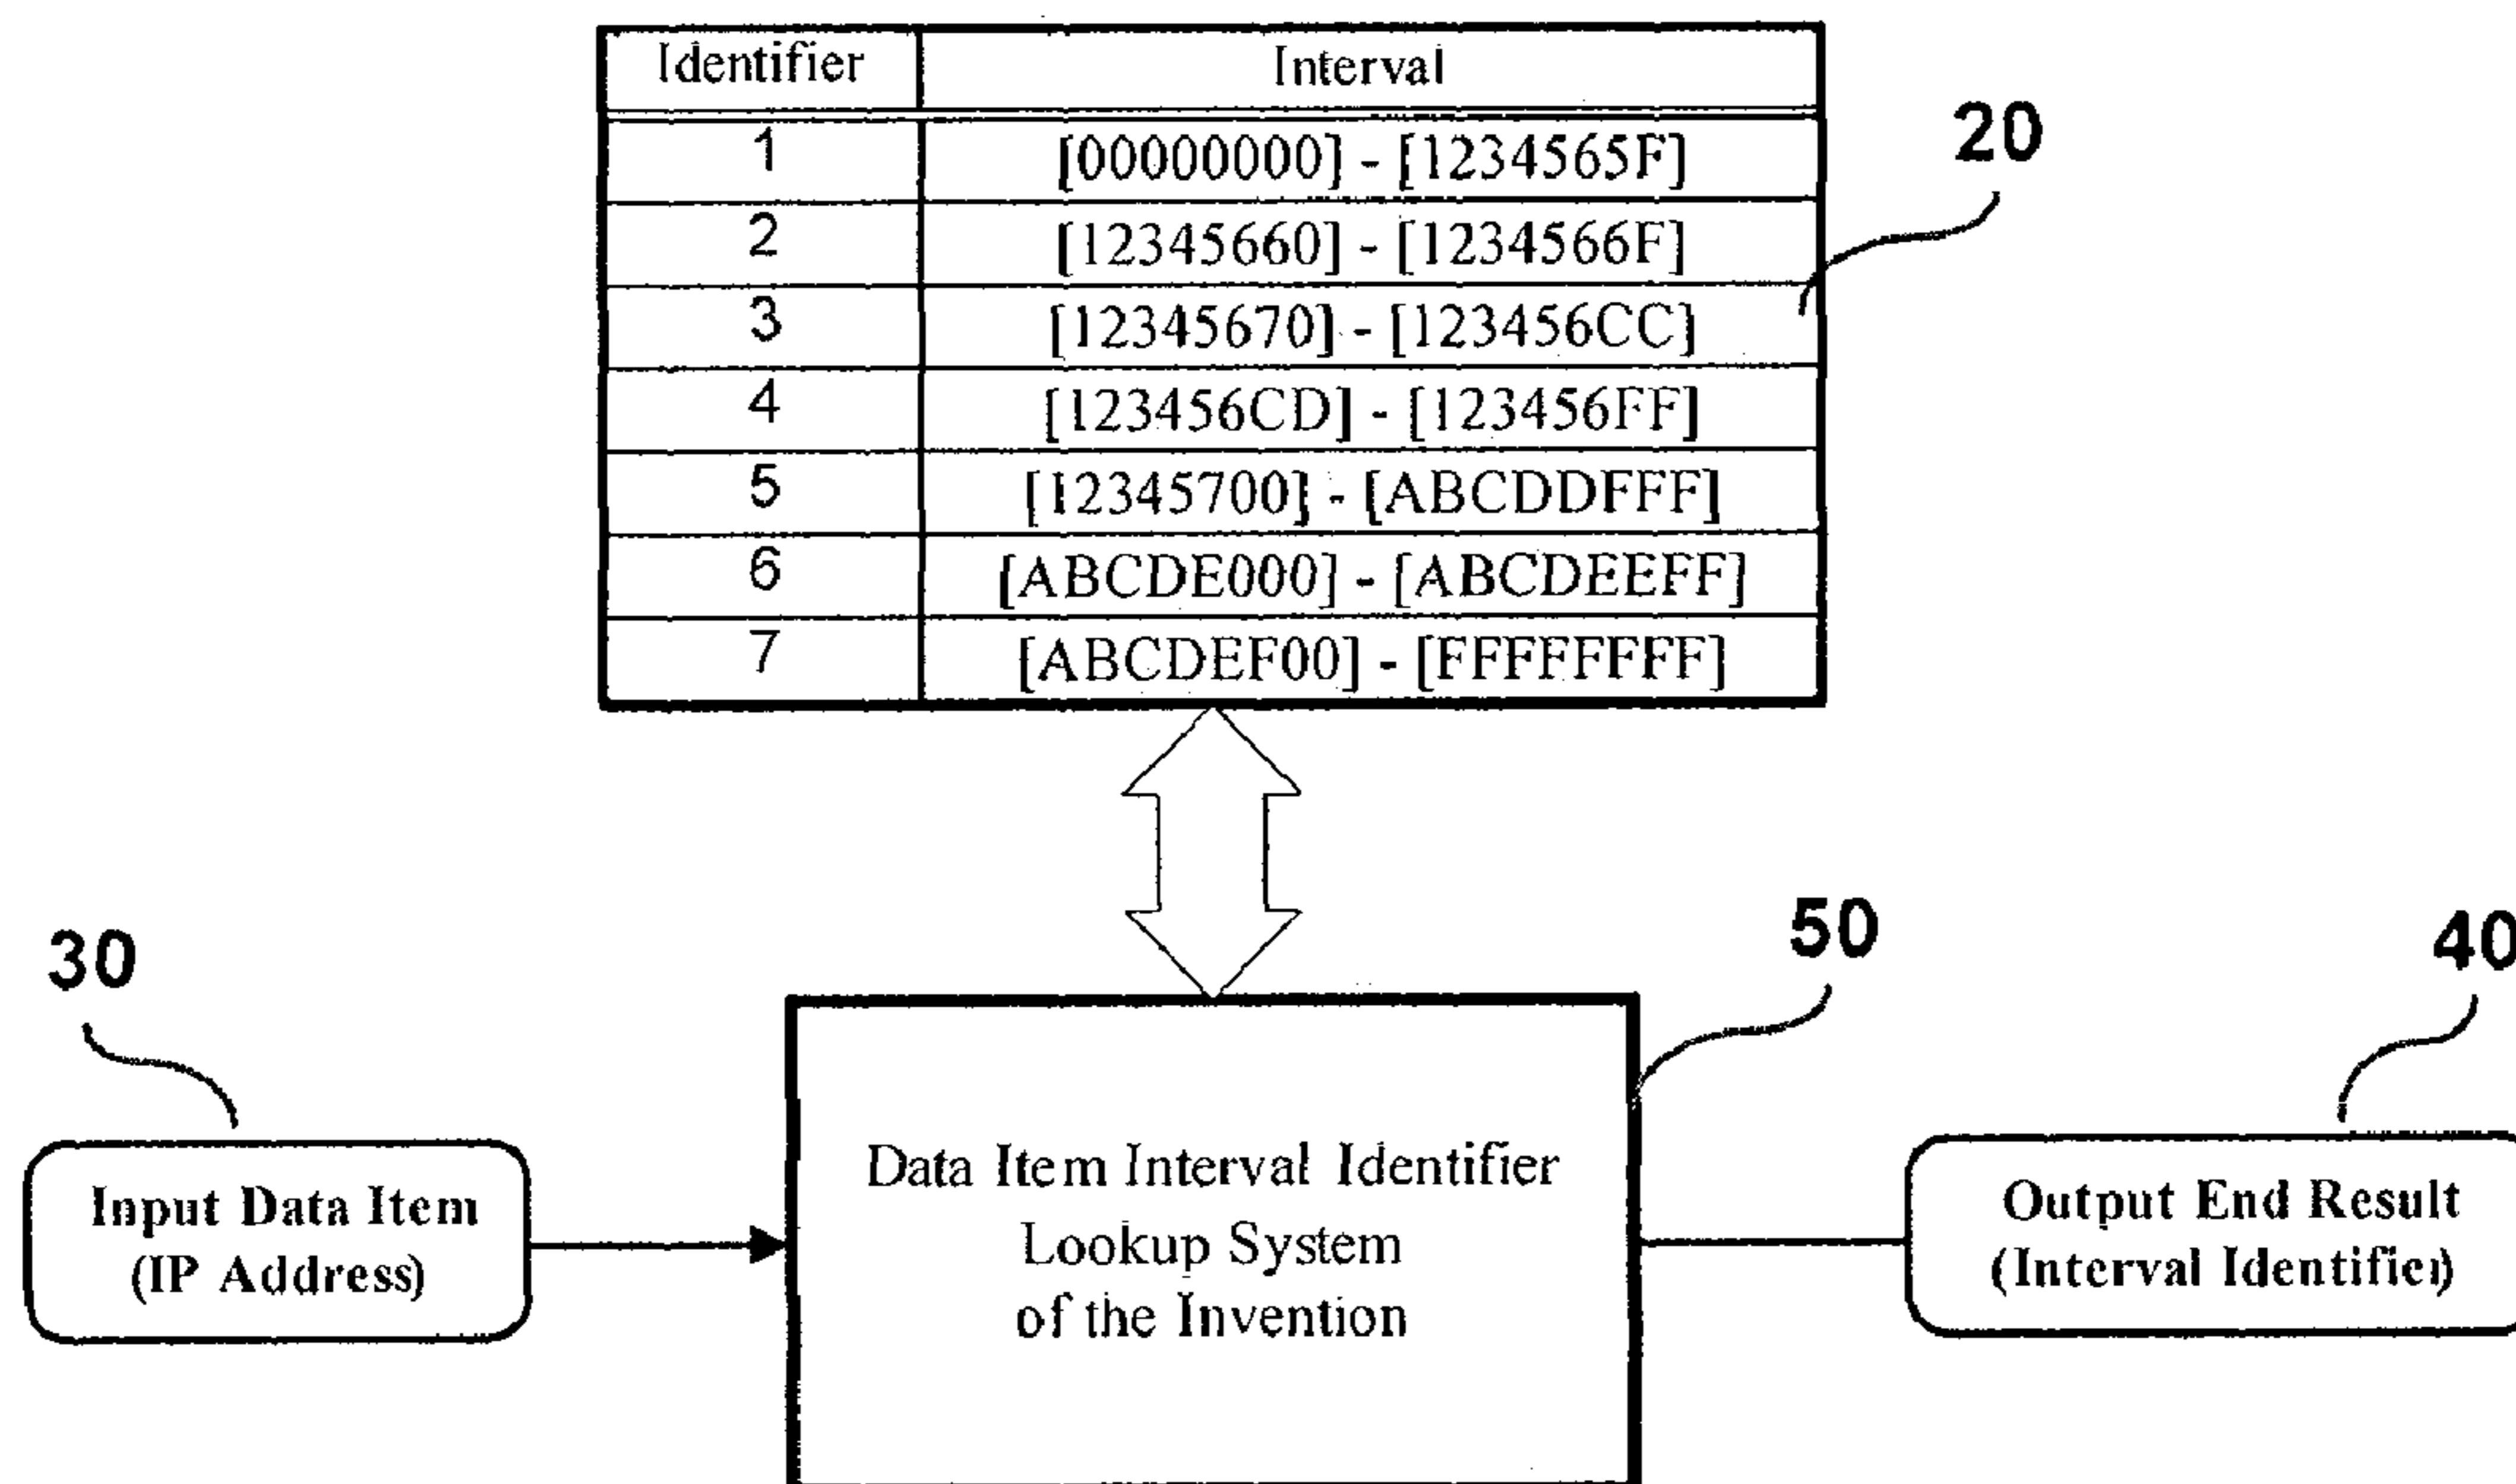 Identifier Interval
1 [00000000] - [1234565F]
2 [12345660] - [1234566F]
3 [12345670] - [123456CC]
4 [123456CD] - [123456FF]
5 [12345700] - [ABCDDFFF]
6 [ABCDE000] - [ABCDEEFF]
7 [ABCDEF00] - [FFFFFFFF]
20
30
50
40
Input Data Item
(IP Address)
Data Item Interval Identifier
Lookup System
of the Invention
Output End Result
(Interval Identifier)